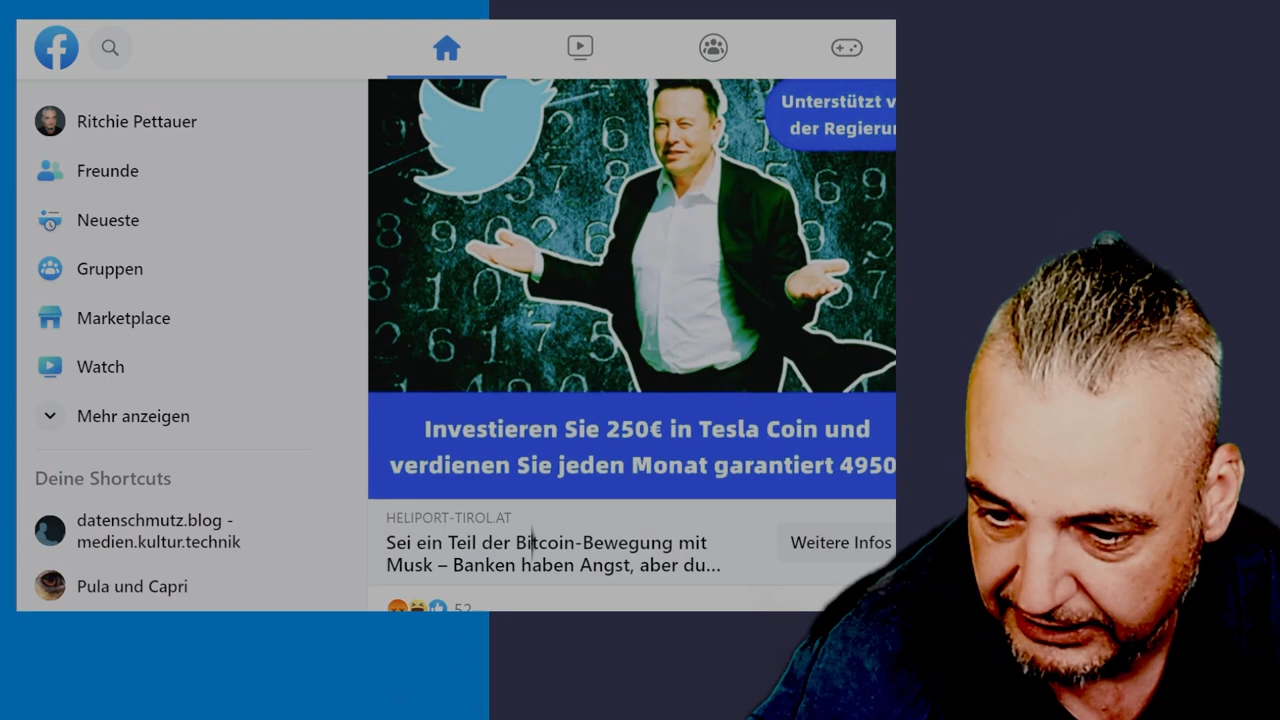 Ritchie Pettauer
Freunde
Neueste
Gruppen
Marketplace
Watch
Mehr anzeigen
Deine Shortcuts
datenschmutz.blog -
medien.kultur.technik
Pula und Capri
Unterstützt
der
Investieren Sie 250€ in Tesla Coin und
verdienen Sie jeden Monat garantiert 4950
HELIPORT-TIROL.AT
Sei ein Teil der Bitcoin-Bewegung mit
Musk – Banken haben Angst, aber du...
Weitere Infos
52